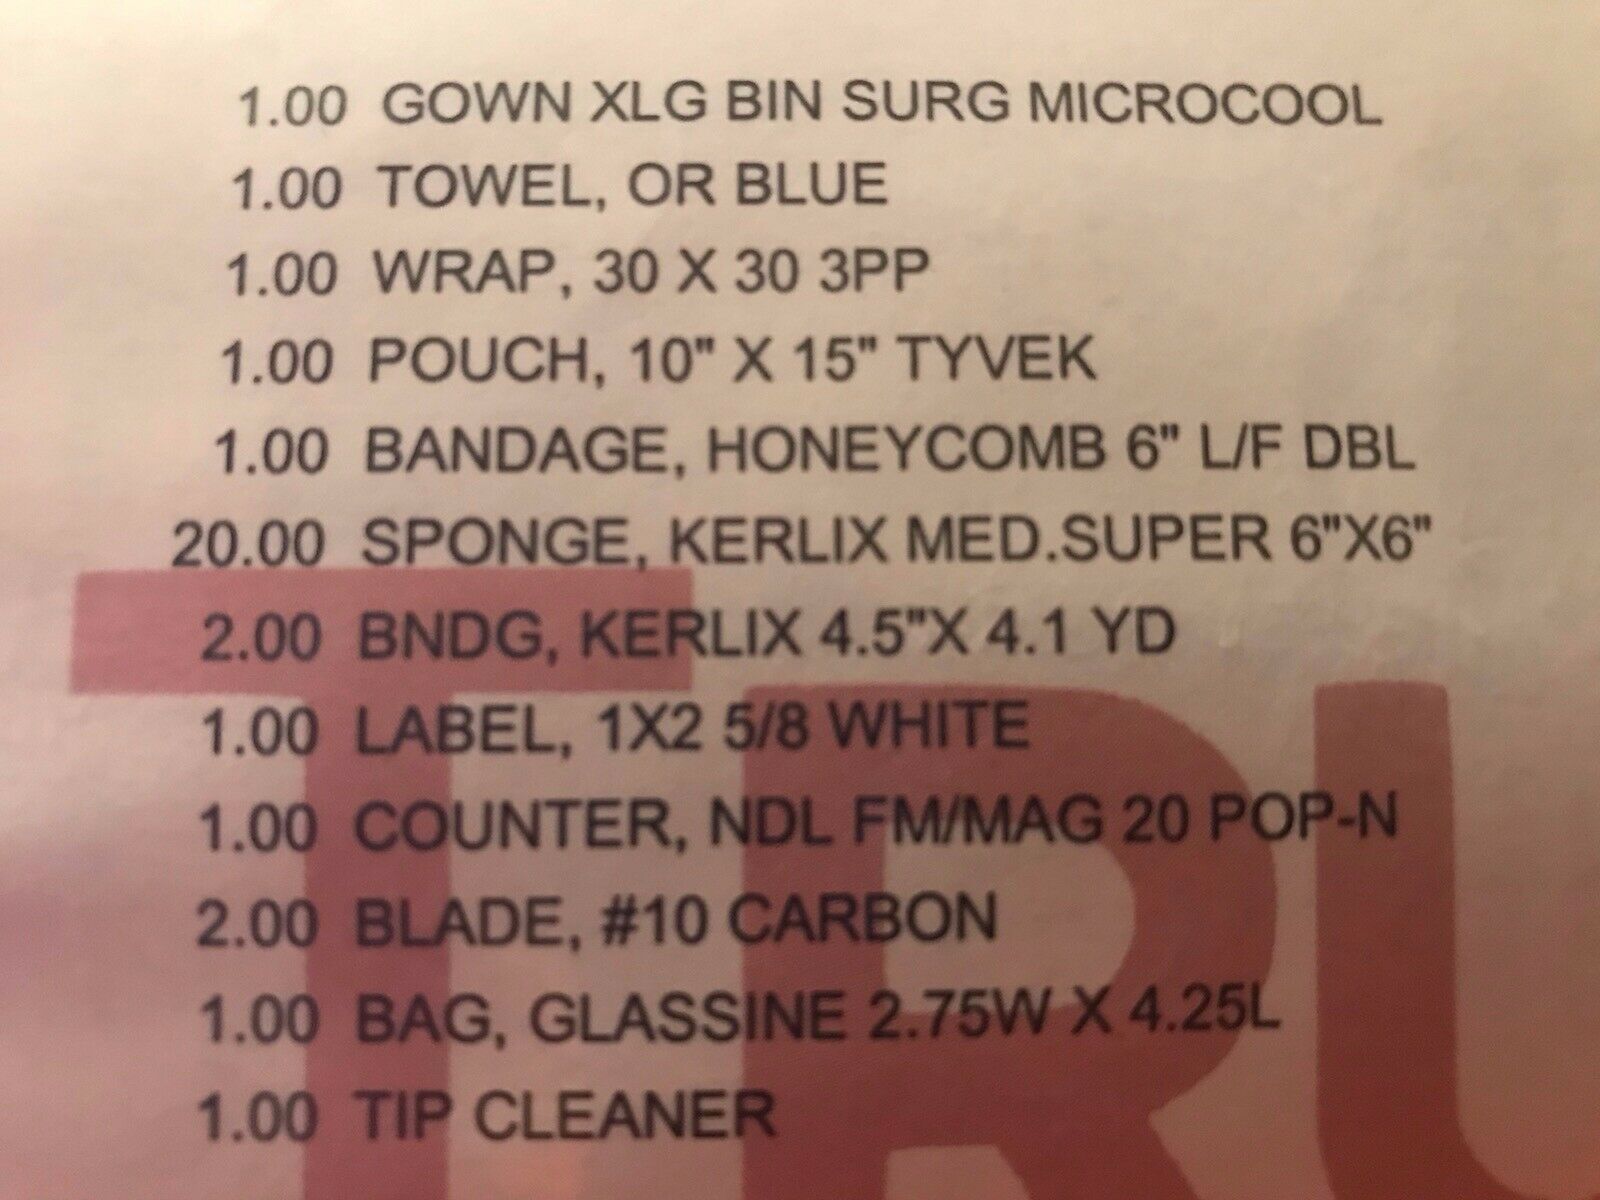 1.00 GOWN XLG BIN SURG MICROCOOL
1.00 TOWEL, OR BLUE
1.00 WRAP, 30 X 30 3PP
1.00 POUCH, 10" X 15" TYVEK
1.00 BANDAGE, HONEYCOMB 6" L/F DBL
20.00 SPONGE, KERLIX MED.SUPER 6"X6"
2.00 BNDG, KERLIX 4.5"X 4.1 YD
1.00 LABEL, 1X2 5/8 WHITE
1.00 COUNTER, NDL FM/MAG 20 POP-N
2.00 BLADE, #10 CARBON
1.00 BAG, GLASSINE 2.75W X 4.25L
1.00 TIP CLEANER